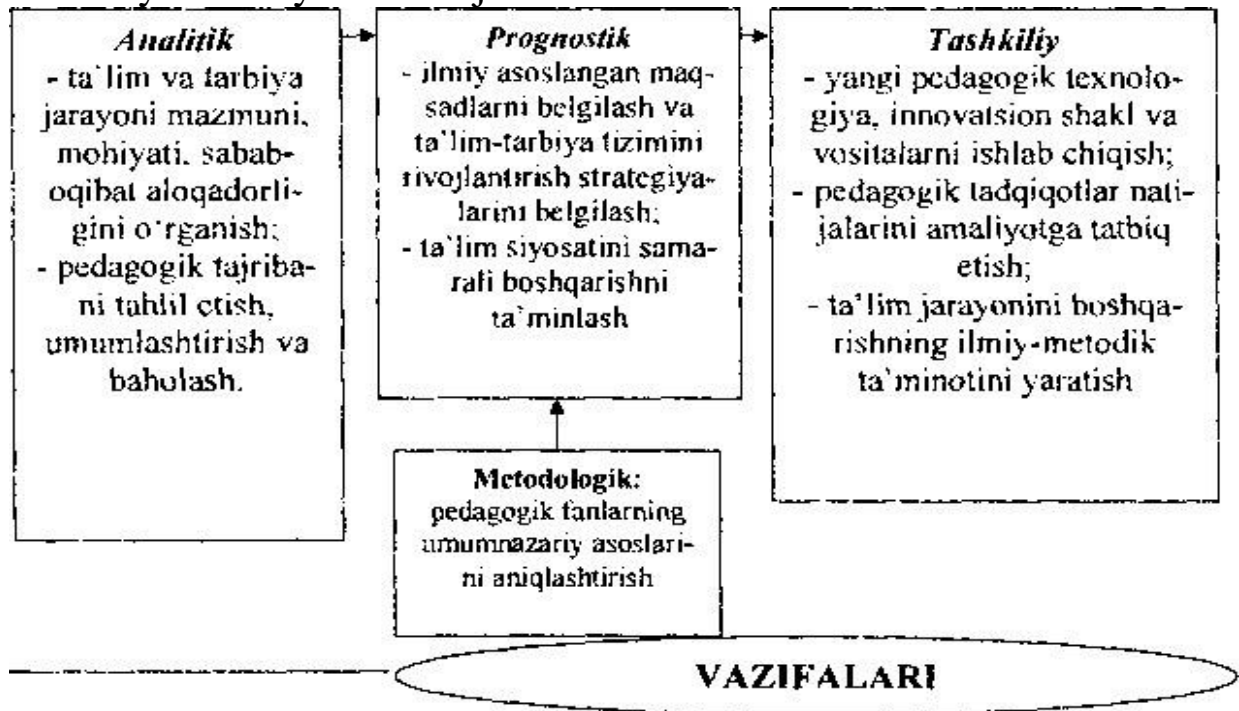 Analitik
- ta`lim va tarbiya
jarayoni mazmuni,
mohiyati, sabab-
oqibat aloqadorli-
gini o‘rganish;
- pedagogik tajriba-
ni tahlil etish,
umumlashtirish va
baholash.
Prognostik
- ilmiy asoslangan maq-
sadlarni belgilash va
ta`lim-tarbiya tizimini
rivojlantirish strategiya-
larini belgilash;
- ta`lim siyosatini sama-
rali boshqarishni
ta`minlash
Tashkiliy
- yangi pedagogik texnolo-
giya, innovatsion shakl va
vositalarni ishlab chiqish;
- pedagogik tadqiqotlar nati-
jalarini amaliyotga tatbiq
etish;
- ta’lim jarayonini boshqa-
rishning ilmiy-metodik
ta`minotini yaratish
Metodologik:
pedagogik fanlarning
umumnazariy asoslari-
ni aniqlashtirish
VAZIFALARI